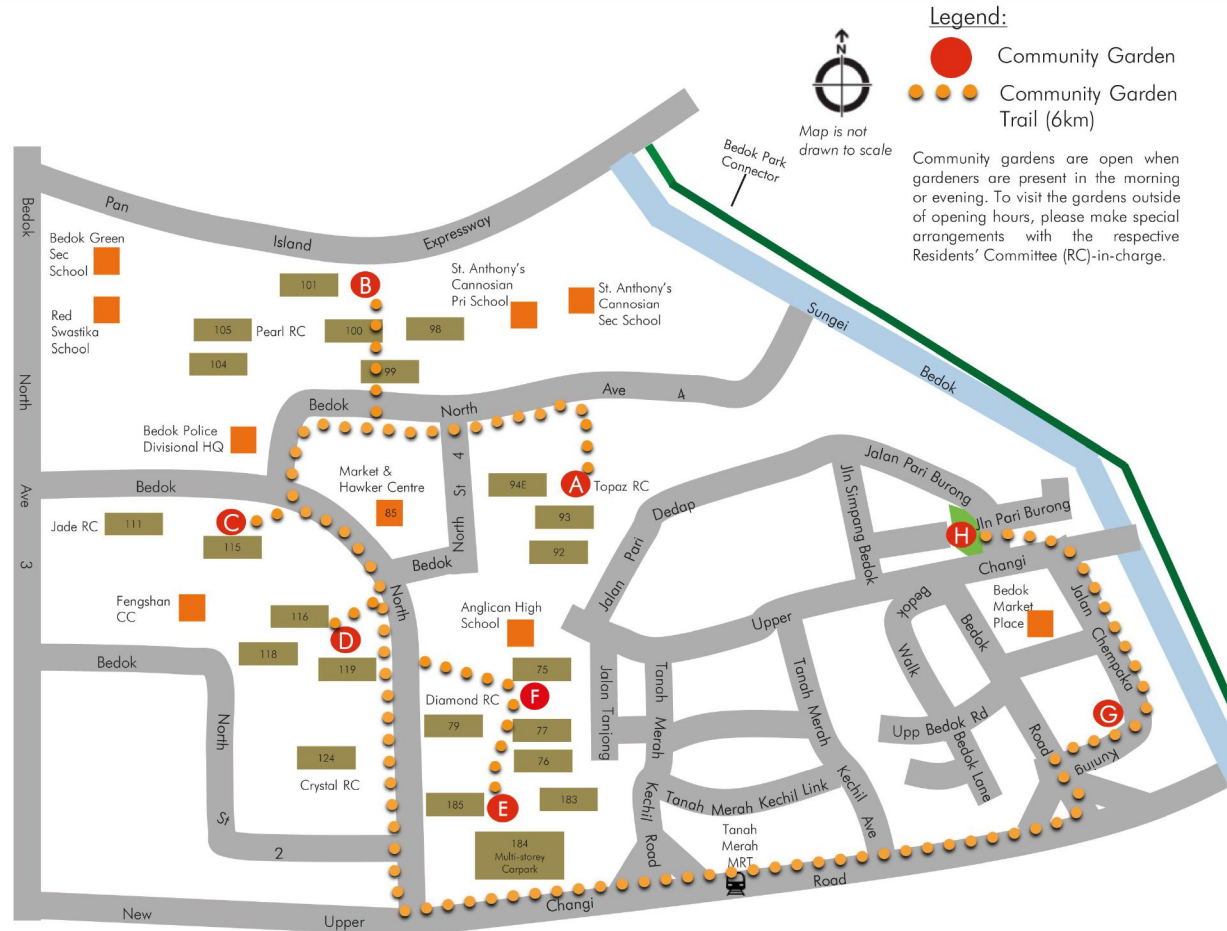 Legend:
Community Garden
Community Garden
Trail (6km)
N
Map is not
drawn to scale
Community gardens are open when
gardeners are present in the morning
or evening. To visit the gardens outside
of opening hours, please make special
arrangements with the respective
Residents' Committee (RC)-in-charge.
Bedok Park
Connector
Bedok
North
Ave
3
Pan
Island
Expressway
Bedok Green
Sec
School
Red
Swastika
School
101
B
St. Anthony's
Cannosian
Pri School
St. Anthony's
Cannosian
Sec School
105
Pearl RC
100
98
104
99
Sungei
Bedok
Bedok
North
Ave
4
Bedok Police
Divisional HQ
Market &
Hawker Centre
85
4
North St
Bedok
94E
A
Topaz RC
93
92
Bedok
North
Jade RC
111
C
115
Fengshan
CC
116
D
118
119
Anglican High
School
75
Diamond RC
F
79
77
76
124
Crystal RC
185
E
183
184
Multi-storey
Carpark
Bedok
North
St
2
Jalan Pari Burong
Jln Pari Burong
Jln Simpang Bedok
Jalan
Pari
Dedap
H
Upper
Changi
Bedok
Market
Place
Jalan
Chempaka
Kuning
G
Bedok
Walk
Bedok
Road
Upp Bedok Rd
Bedok Lane
Jalan Tanjong
Tanah Merah
Kechil Road
Tanah Merah
Kechil Ave
Tanah Merah Kechil Link
Tanah
Merah
MRT
New
Upper
Changi
Road